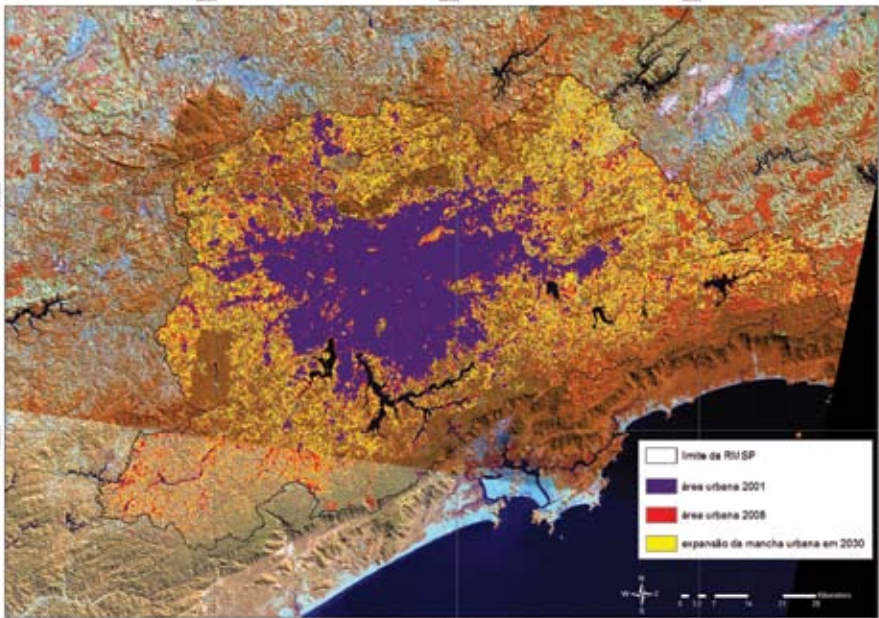 limite da RMSP
área urbana 2001
área urbana 2008
expansão da mancha urbana em 2030
N
W
E
S